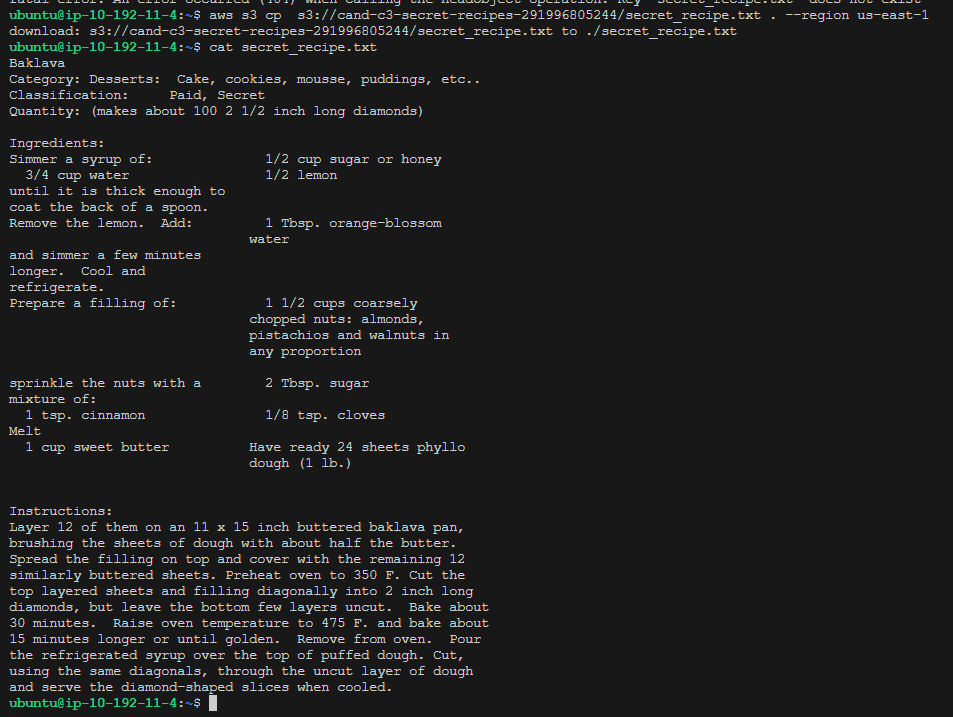 fatal error: An error occurred (404) when calling the HeadObject operation: Key "secret_recipe.txt" does not exist
ubuntu@ip-10-192-11-4:~$ aws s3 cp  s3://cand-c3-secret-recipes-291996805244/secret_recipe.txt . --region us-east-1
download: s3://cand-c3-secret-recipes-291996805244/secret_recipe.txt to ./secret_recipe.txt
ubuntu@ip-10-192-11-4:~$ cat secret_recipe.txt
Baklava
Category: Desserts:  Cake, cookies, mousse, puddings, etc..
Classification:     Paid, Secret
Quantity: (makes about 100 2 1/2 inch long diamonds)

Ingredients:
Simmer a syrup of:              1/2 cup sugar or honey
  3/4 cup water                 1/2 lemon
until it is thick enough to
coat the back of a spoon.
Remove the lemon.  Add:         1 Tbsp. orange-blossom
                              water
and simmer a few minutes
longer.  Cool and
refrigerate.
Prepare a filling of:           1 1/2 cups coarsely
                              chopped nuts: almonds,
                              pistachios and walnuts in
                              any proportion

sprinkle the nuts with a        2 Tbsp. sugar
mixture of:
  1 tsp. cinnamon               1/8 tsp. cloves
Melt
  1 cup sweet butter          Have ready 24 sheets phyllo
                              dough (1 lb.)


Instructions:
Layer 12 of them on an 11 x 15 inch buttered baklava pan,
brushing the sheets of dough with about half the butter.
Spread the filling on top and cover with the remaining 12
similarly buttered sheets. Preheat oven to 350 F. Cut the
top layered sheets and filling diagonally into 2 inch long
diamonds, but leave the bottom few layers uncut.  Bake about
30 minutes.  Raise oven temperature to 475 F. and bake about
15 minutes longer or until golden.  Remove from oven.  Pour
the refrigerated syrup over the top of puffed dough. Cut,
using the same diagonals, through the uncut layer of dough
and serve the diamond-shaped slices when cooled.
ubuntu@ip-10-192-11-4:~$